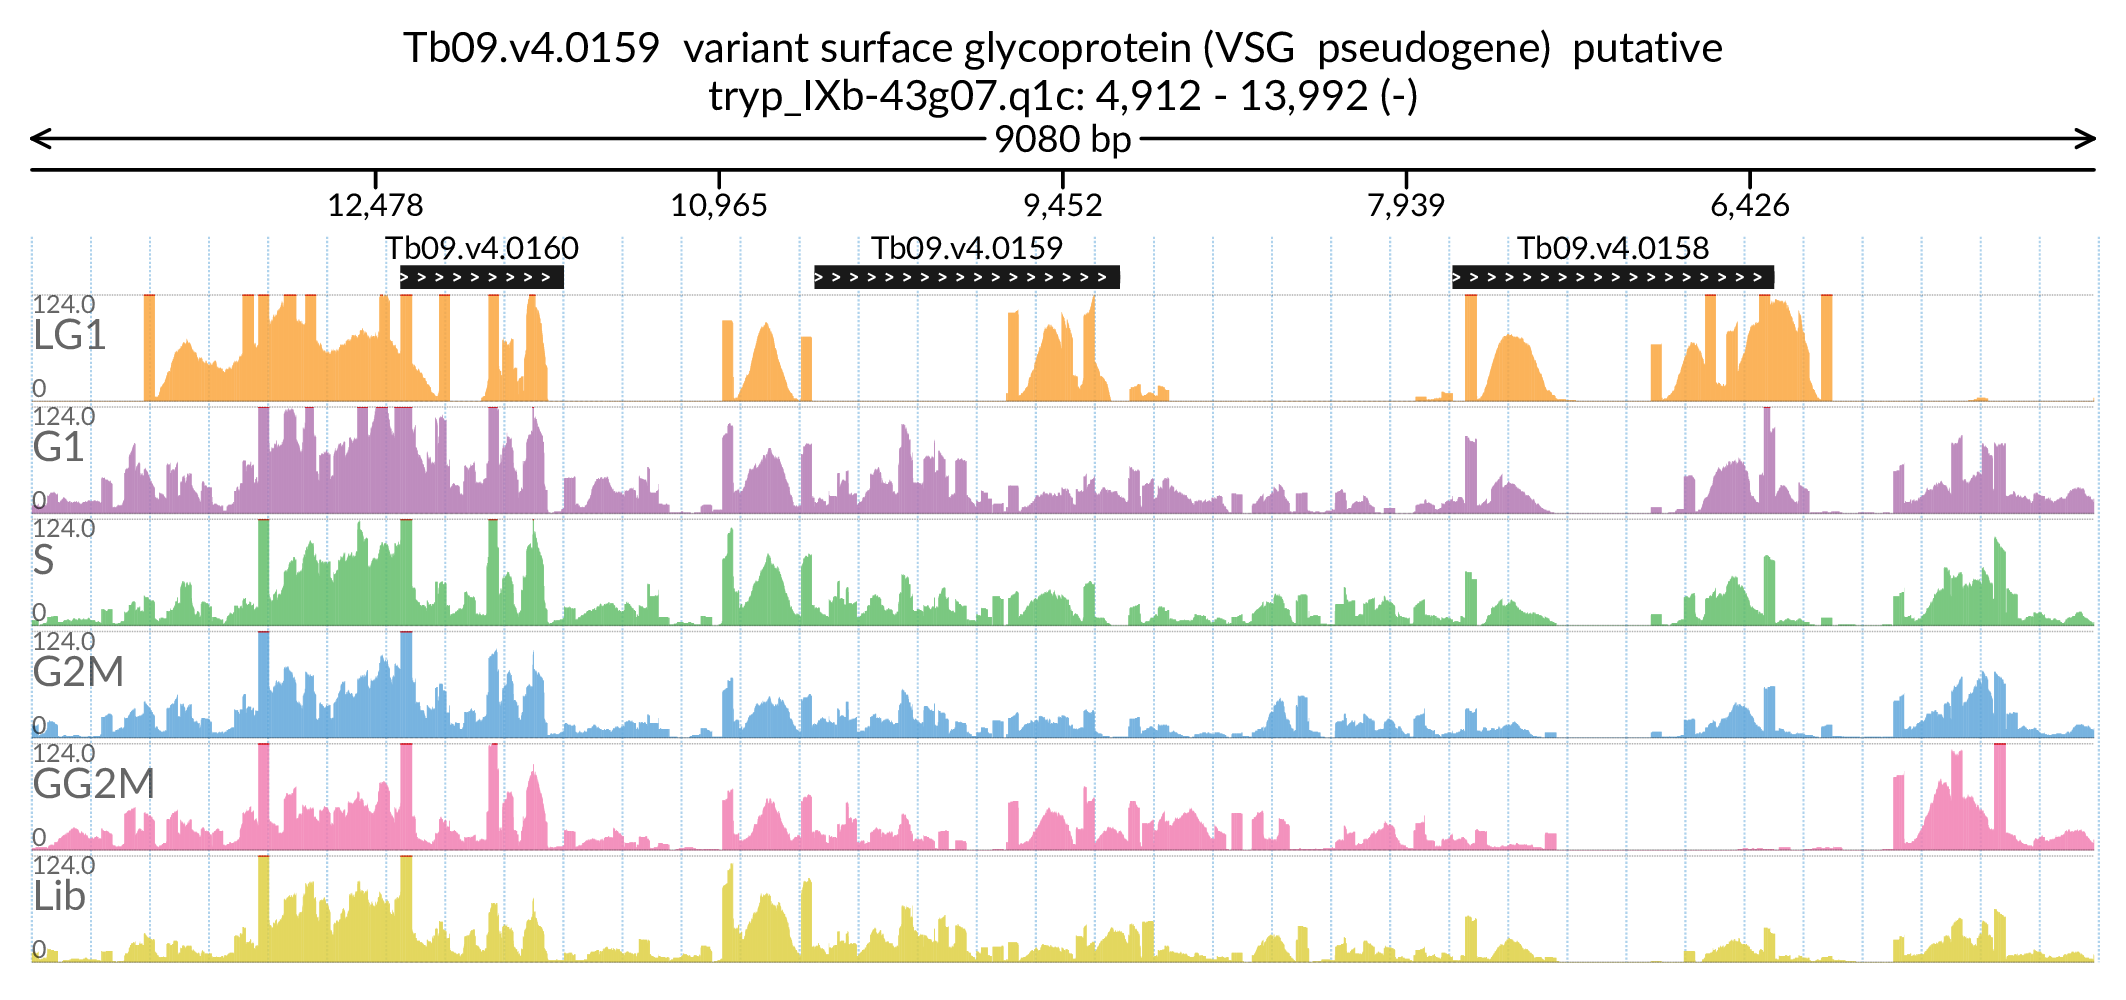 Tb09.v4.0159 variant surface glycoprotein (VSG pseudogene) putative
tryp_IXb-43g07.q1c: 4,912 - 13,992 (-)
9080 bp
12,478 10,965 9,452 7,939 6,426
Tb09.v4.0160 Tb09.v4.0159 Tb09.v4.0158
124.0
LG1
0
124.0
G1
0
124.0
S
0
124.0
G2M
0
124.0
GG2M
0
124.0
Lib
0